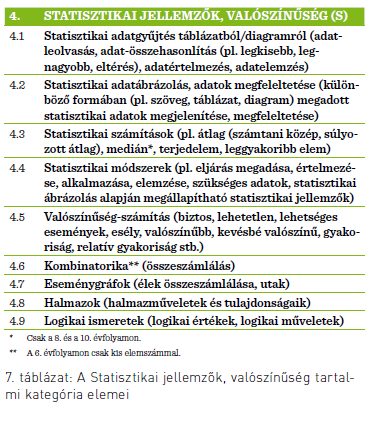 4. STATISZTIKAI JELLEMZŐK, VALÓSZÍNŰSÉG (S)
4.1 Statisztikai adatgyűjtés táblázatból/diagramról (adat-
leolvasás, adat-összehasonlítás (pl. legkisebb, leg-
nagyobb, eltérés), adatértelmezés, adatelemzés)
4.2 Statisztikai adatábrázolás, adatok megfeleltetése (külön-
böző formában (pl. szöveg, táblázat, diagram) megadott
statisztikai adatok megjelenítése, megfeleltetése)
4.3 Statisztikai számítások (pl. átlag (számtani közép, súlyo-
zott átlag), medián*, terjedelem, leggyakoribb elem)
4.4 Statisztikai módszerek (pl. eljárás megadása, értelmezé-
se, alkalmazása, elemzése, szükséges adatok, statisztikai
ábrázolás alapján megállapítható statisztikai jellemzők)
4.5 Valószínűség-számítás (biztos, lehetetlen, lehetséges
események, esély, valószínűbb, kevésbé valószínű, gyako-
riság, relatív gyakoriság stb.)
4.6 Kombinatorika** (összeszámlálás)
4.7 Eseménygráfok (élek összeszámlálása, utak)
4.8 Halmazok (halmazműveletek és tulajdonságaik)
4.9 Logikai ismeretek (logikai értékek, logikai műveletek)
* Csak a 8. és a 10. évfolyamon.
** A 6. évfolyamon csak kis elemszámmal.
7. táblázat: A Statisztikai jellemzők, valószínűség tartal-
mi kategória elemei